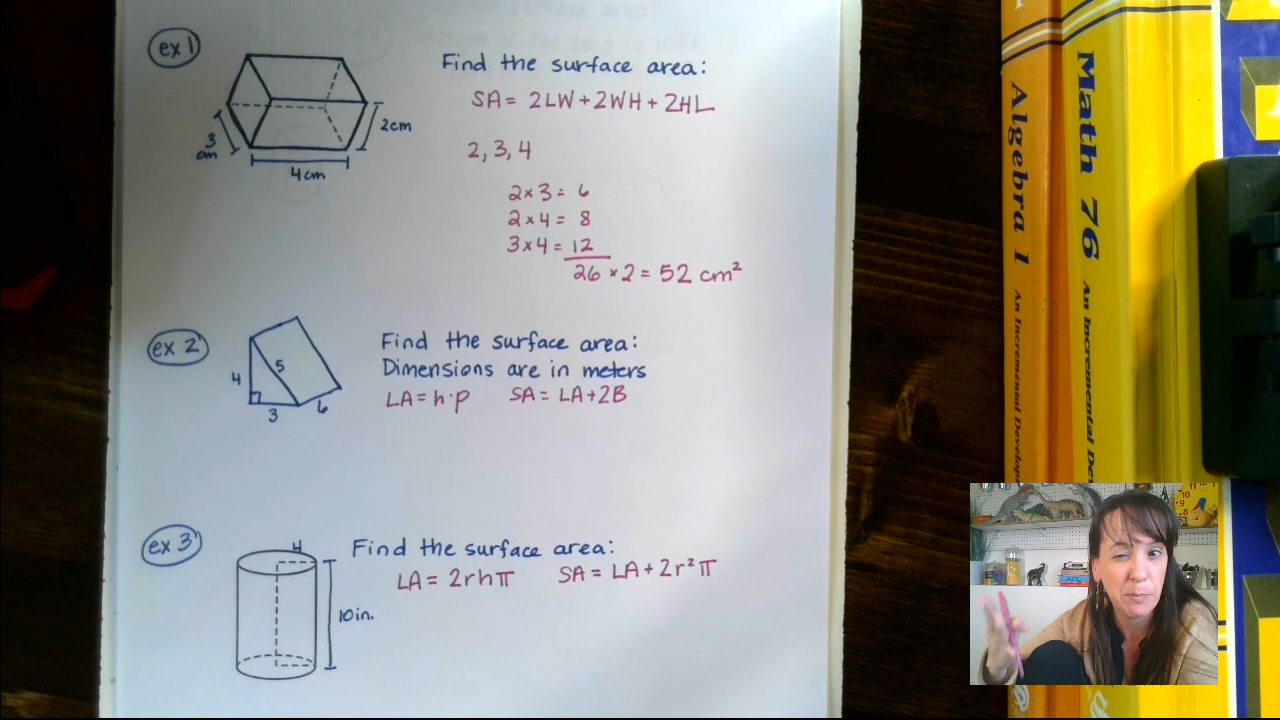 ex 1
Find the surface area:
SA = 2LW + 2WH + 2HL
3 cm
2cm
4cm
2, 3, 4
2 × 3 = 6
2 × 4 = 8
3 × 4 = 12
26 × 2 = 52 cm²
ex 2
Find the surface area:
Dimensions are in meters
LA = h·p SA = LA + 2B
4
5
3
6
ex 3
Find the surface area:
LA = 2rhπ SA = LA + 2r²π
4
10in.
Algebra 1 An Incremental Developm
Math 76 An Incremental De